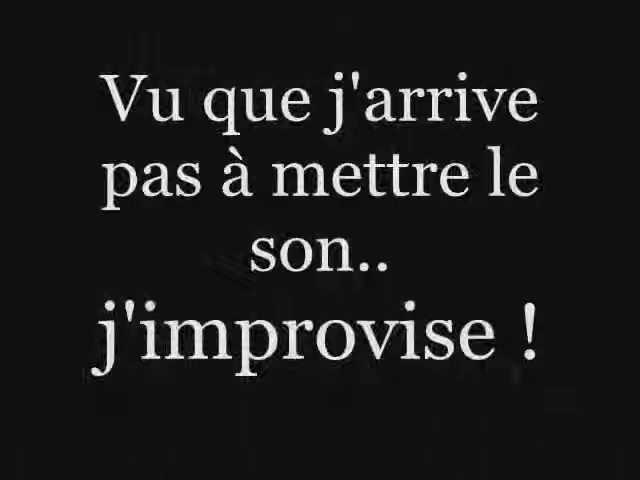 Vu que j'arrive
pas à mettre le
son..
j'improvise !